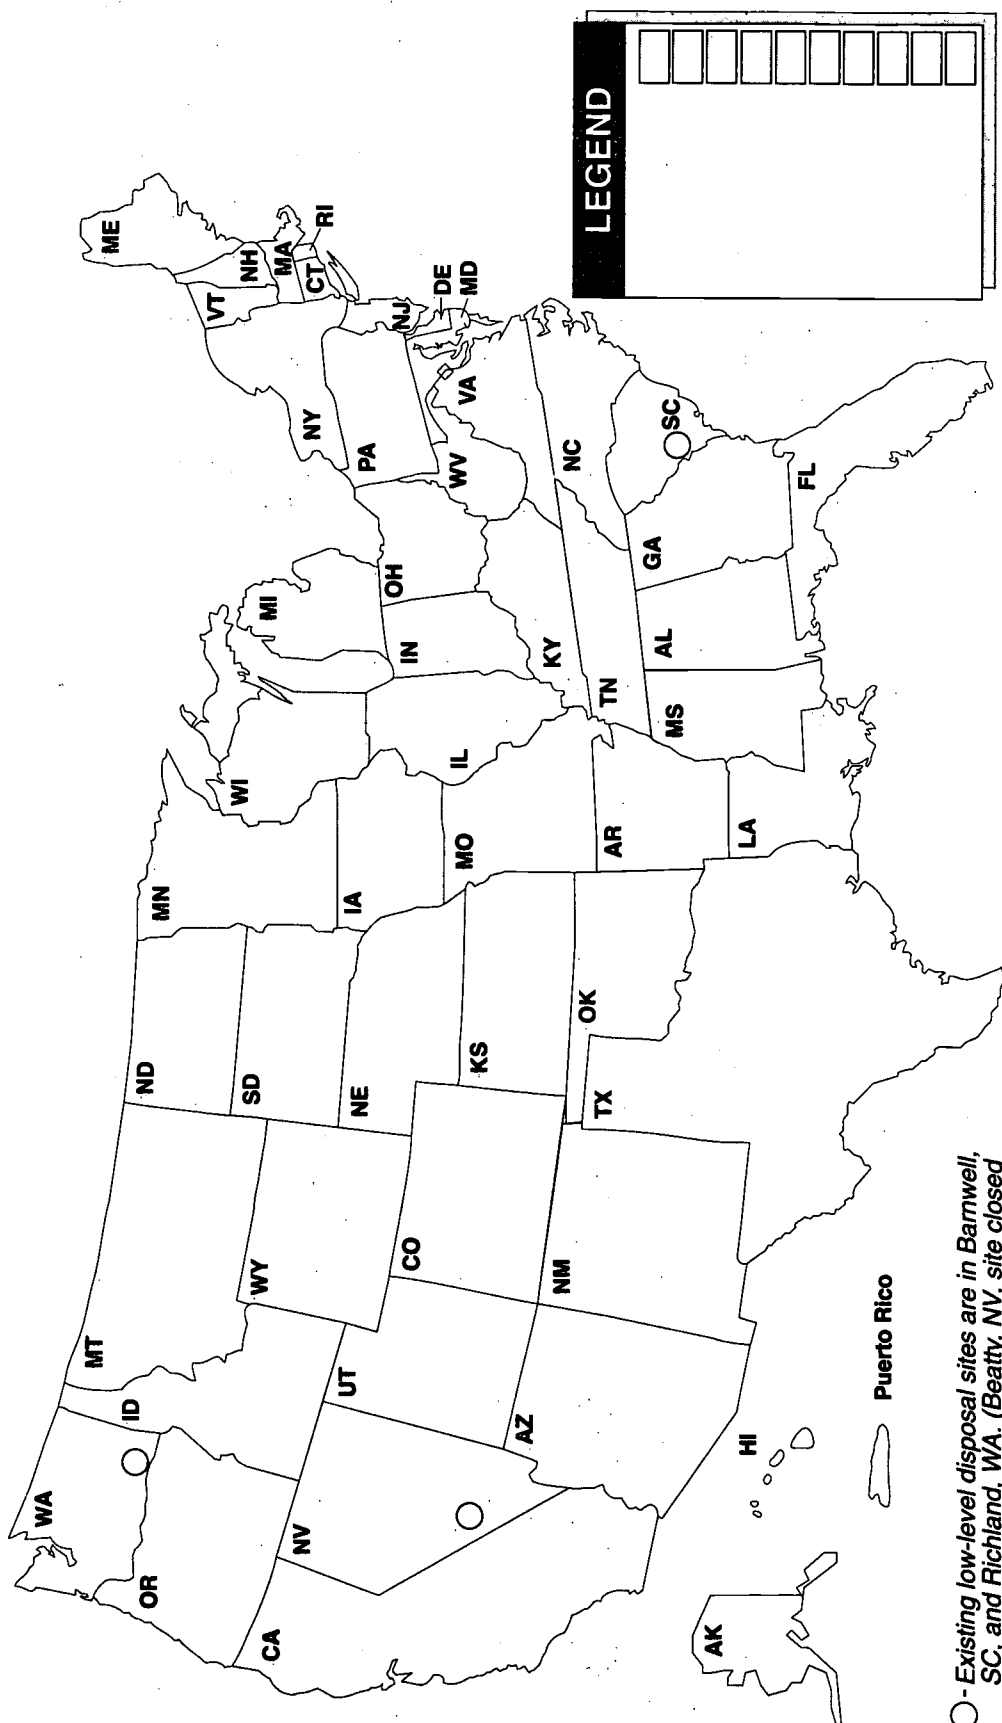 WA
MT
ND
MN
ME
VT
NH
MA
RI
CT
NY
ID
OR
SD
WI
MI
PA
NJ
DE
MD
WY
NE
IA
OH
WV
VA
NV
UT
CO
KS
MO
IL
IN
KY
NC
SC
CA
AZ
NM
OK
TX
AR
TN
LA
MS
AL
GA
FL
AK
HI
Puerto Rico
LEGEND
- Existing low-level disposal sites are in Barnwell,
SC, and Richland, WA. (Beatty, NV, site closed